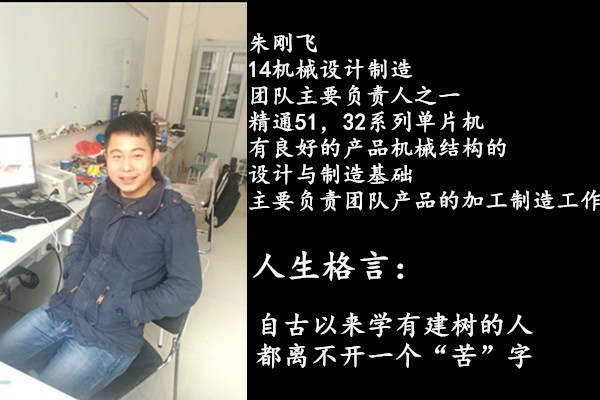 朱刚飞
14机械设计制造
团队主要负责人之一
精通51，32系列单片机
有良好的产品机械结构的
设计与制造基础
主要负责团队产品的加工制造工作
人生格言：
自古以来学有建树的人
都离不开一个“苦”字